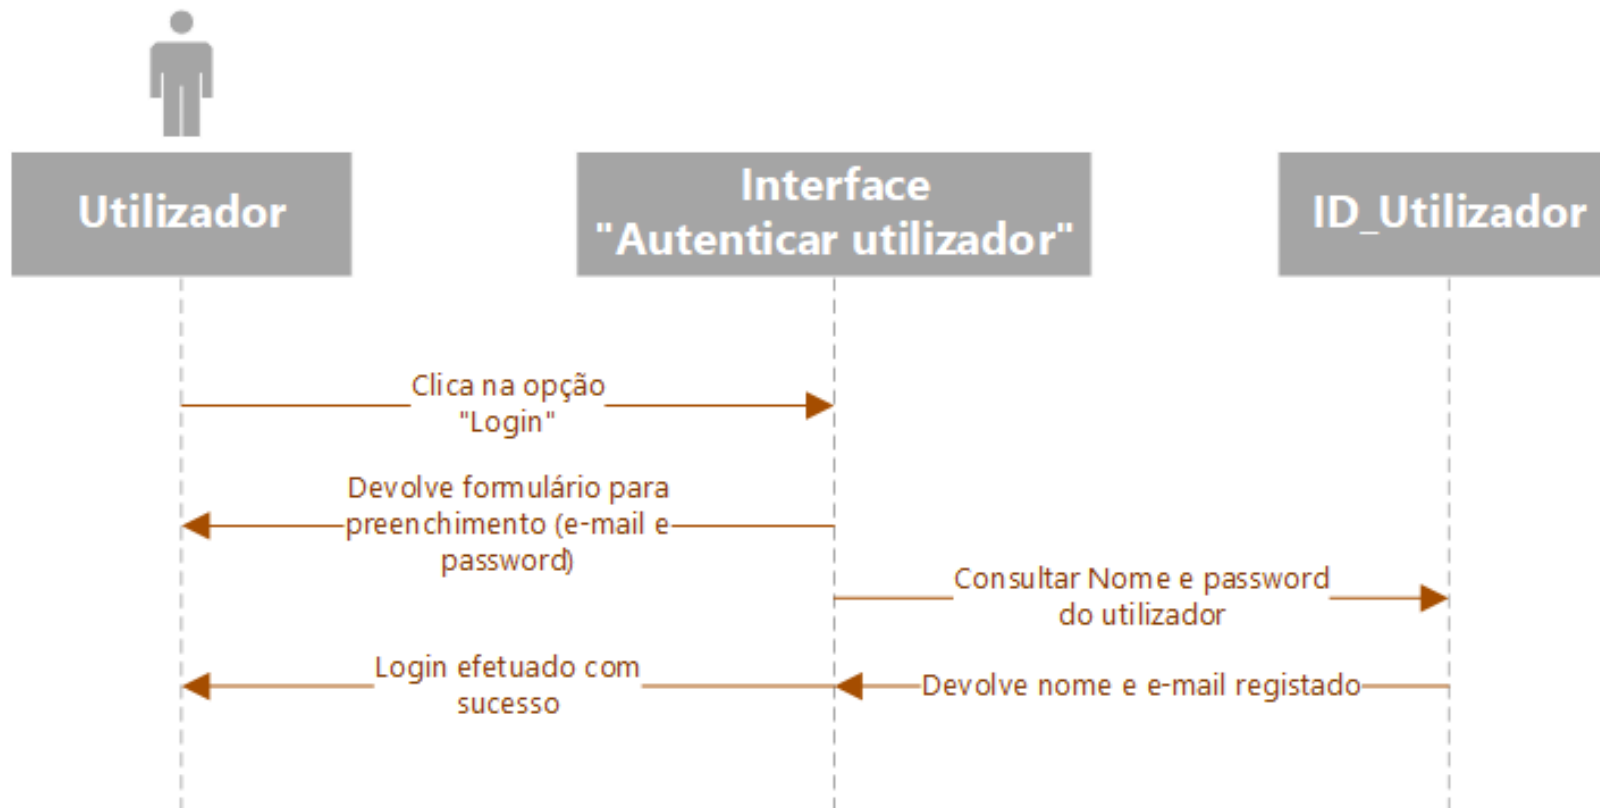 Utilizador
Interface
"Autenticar utilizador"
ID_Utilizador
Clica na opção
"Login"
Devolve formulário para
preenchimento (e-mail e
password)
Consultar Nome e password
do utilizador
Login efetuado com
sucesso
Devolve nome e e-mail registado